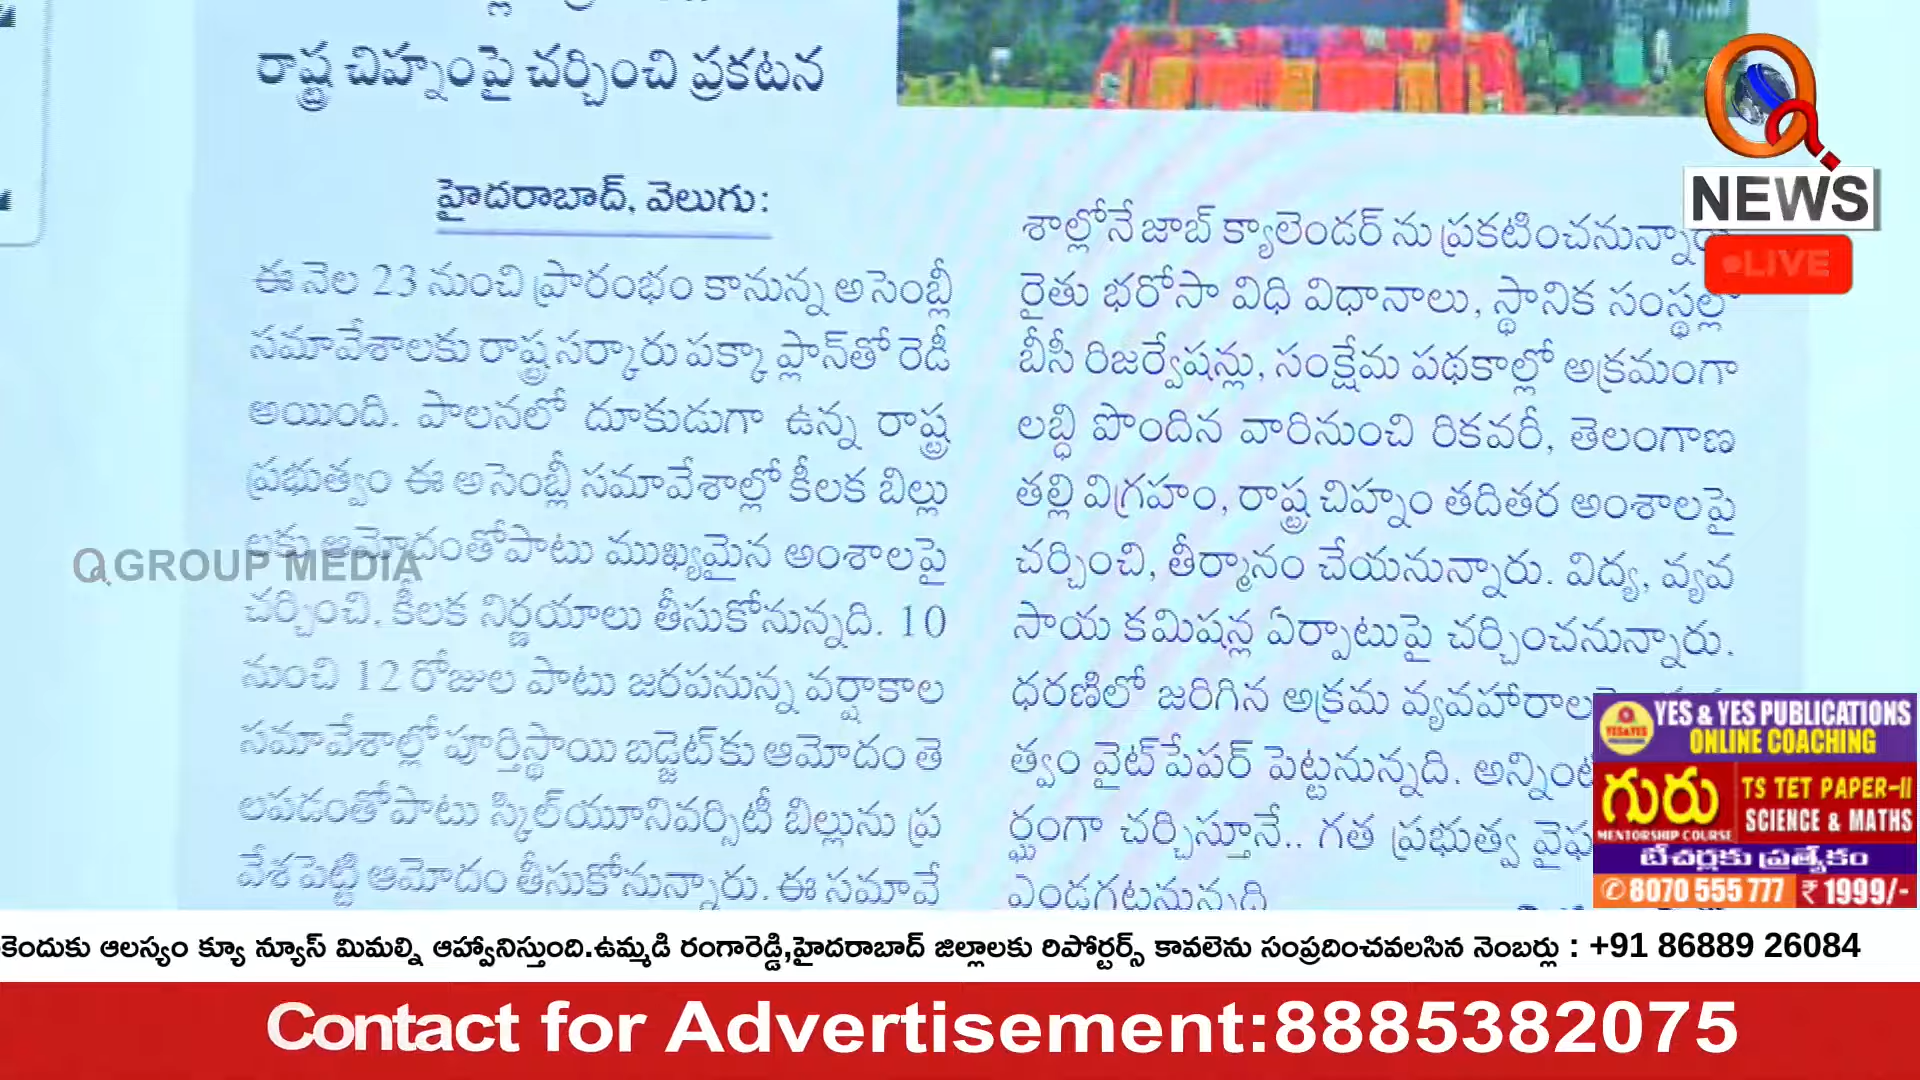 రాష్ట్ర చిహ్నంపై చర్చించి ప్రకటన
హైదరాబాద్, వెలుగు:
ఈ నెల 23 నుంచి ప్రారంభం కానున్న అసెంబ్లీ
సమావేశాలకు రాష్ట్ర సర్కారు పక్కా ప్లాన్‌తో రెడీ
అయింది. పాలనలో దూకుడుగా ఉన్న రాష్ట్ర
ప్రభుత్వం ఈ అసెంబ్లీ సమావేశాల్లో కీలక బిల్లు
లకు ఆమోదంతోపాటు ముఖ్యమైన అంశాలపై
చర్చించి, కీలక నిర్ణయాలు తీసుకోనున్నది. 10
నుంచి 12 రోజుల పాటు జరపనున్న వర్షాకాల
సమావేశాల్లో పూర్తిస్థాయి బడ్జెట్‌కు ఆమోదం తె
లపడంతోపాటు స్కిల్‌యూనివర్సిటీ బిల్లును ప్ర
వేశపెట్టి ఆమోదం తీసుకోనున్నారు. ఈ సమావే
శాల్లోనే జాబ్ క్యాలెండర్ ను ప్రకటించనున్నారు
రైతు భరోసా విధి విధానాలు, స్థానిక సంస్థల్లో
బీసీ రిజర్వేషన్లు, సంక్షేమ పథకాల్లో అక్రమంగా
లబ్ధి పొందిన వారినుంచి రికవరీ, తెలంగాణ
తల్లి విగ్రహం, రాష్ట్ర చిహ్నం తదితర అంశాలపై
చర్చించి, తీర్మానం చేయనున్నారు. విద్య, వ్యవ
సాయ కమిషన్ల ఏర్పాటుపై చర్చించనున్నారు.
ధరణిలో జరిగిన అక్రమ వ్యవహారాల
త్వం వైట్‌పేపర్ పెట్టనున్నది.
ర్ఘంగా చర్చిస్తూనే.. గత ప్రభుత్వ
ఎండగట్టనున్నది
Q NEWS
LIVE
Q GROUP MEDIA
YES & YES PUBLICATIONS
ONLINE COACHING
గురు
MENTORSHIP COURSE
TS TET PAPER-II
SCIENCE & MATHS
టీచర్లకు ప్రత్యేకం
8070 555 777 ₹ 1999/-
కెందుకు ఆలస్యం క్యూ న్యూస్ మిమల్ని ఆహ్వానిస్తుంది.ఉమ్మడి రంగారెడ్డి,హైదరాబాద్ జిల్లాలకు రిపోర్టర్స్ కావలెను సంప్రదించవలసిన నెంబర్లు : +91 86889 26084
Contact for Advertisement:8885382075